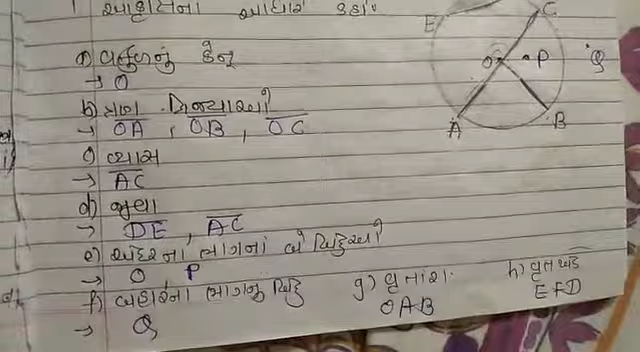 1 આકૃતિના આધારે કહો.
E C
a) વર્તુળનું કેન્દ્ર
→ O
O P Q
b) ત્રણ ત્રિજ્યાઓ
→ OA , OB , OC
A B
c) વ્યાસ
→ AC
d) જીવા
→ DE , AC
e) અંદરના ભાગનાં બે બિંદુઓ
→ O , P
f) બહારના ભાગનું બિંદુ
→ Q
g) વૃતાંશ
OAB
h) વૃતખંડ
EFD